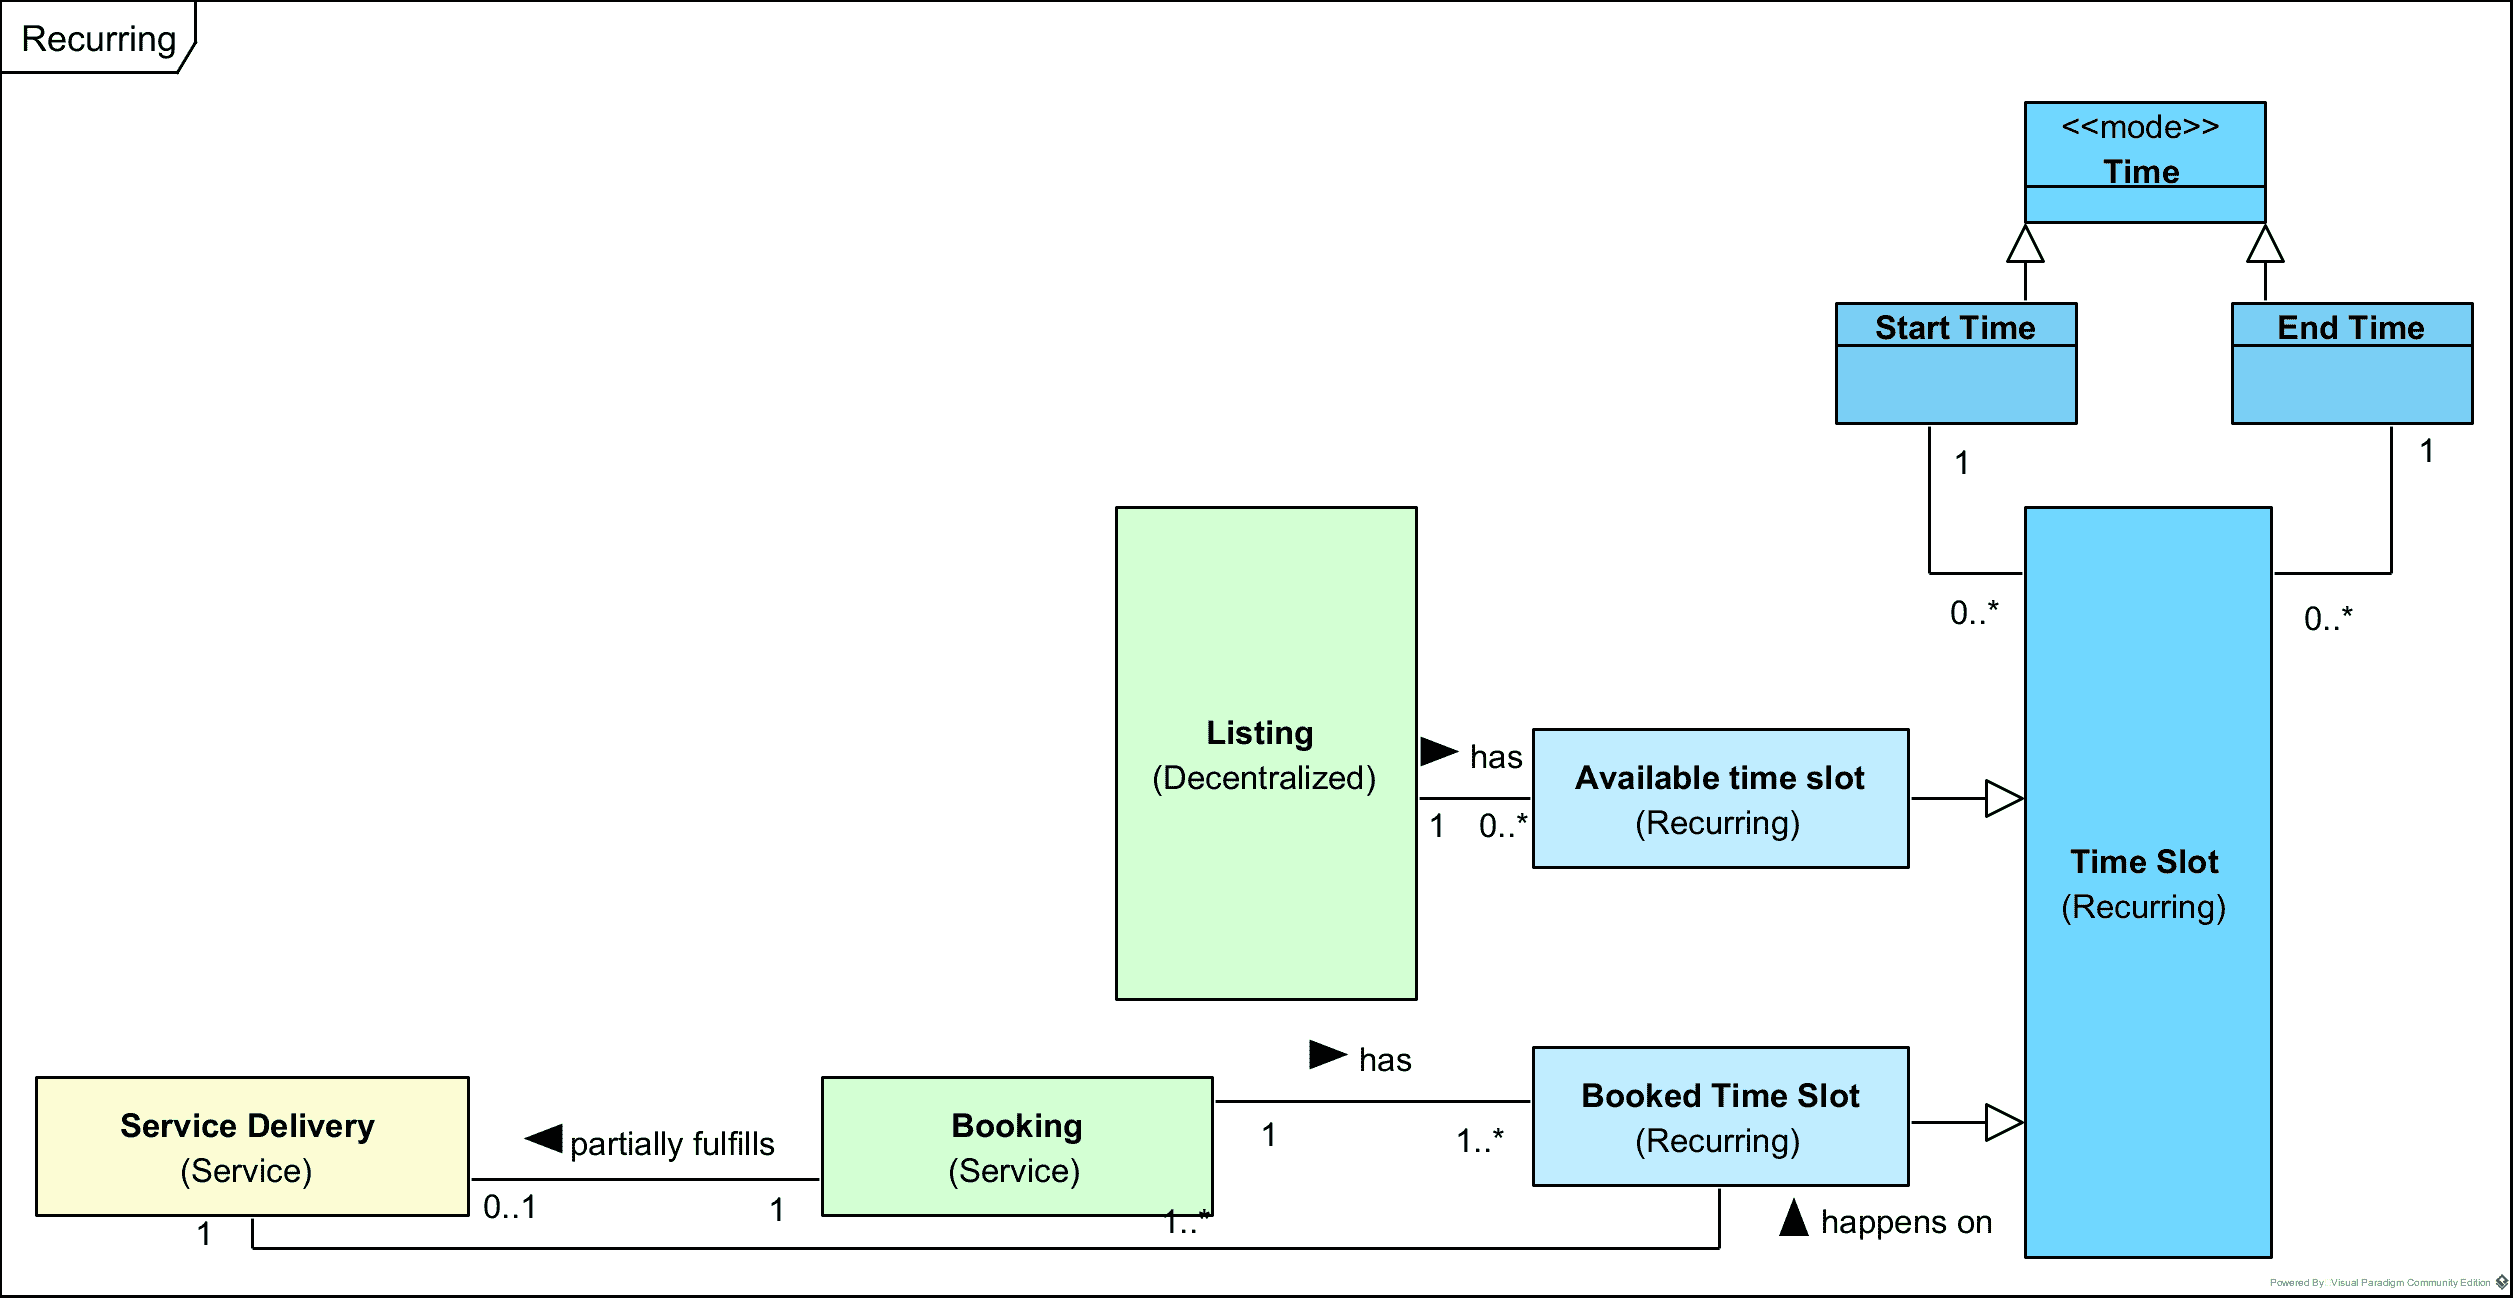 Recurring
<<mode>>
Time
Start Time
End Time
1
1
0..*
0..*
Listing
(Decentralized)
has
1
0..*
Available time slot
(Recurring)
Time Slot
(Recurring)
has
1
1..*
Booked Time Slot
(Recurring)
Service Delivery
(Service)
partially fulfills
0..1
1
Booking
(Service)
1..*
1
happens on
Powered By Visual Paradigm Community Edition